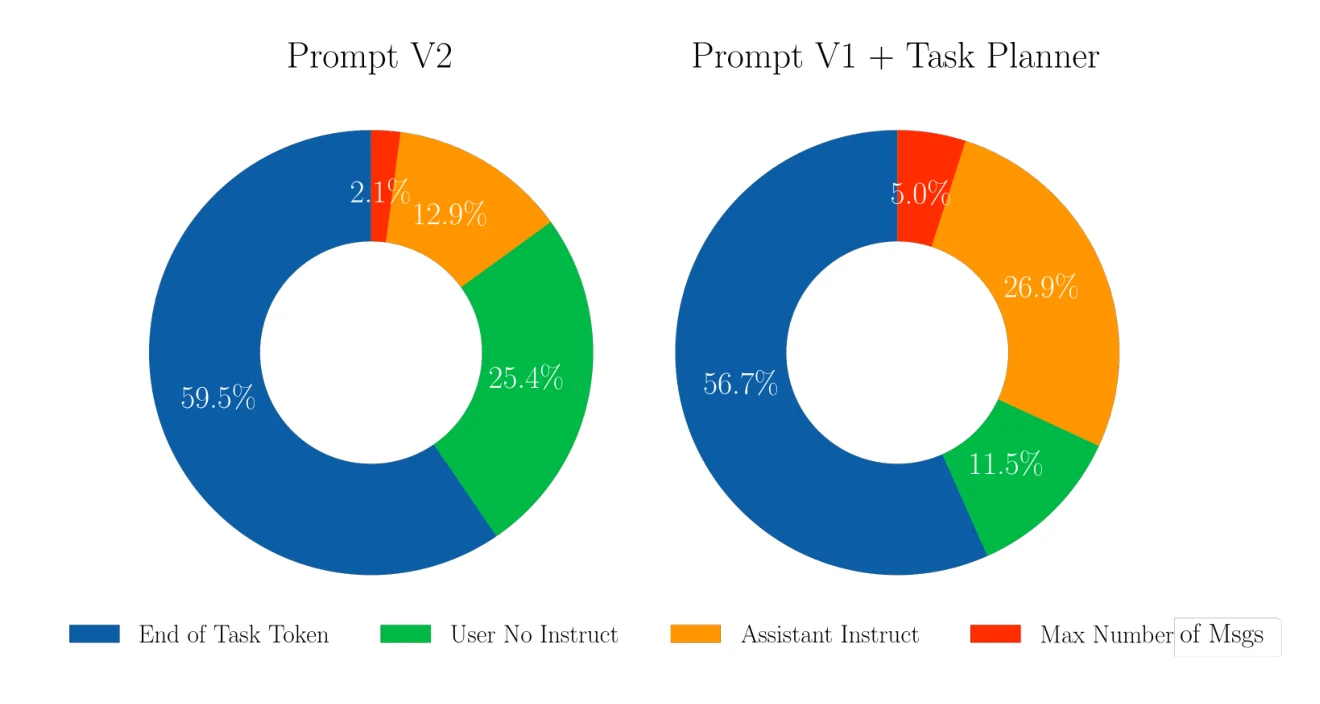 Prompt V2
Prompt V1 + Task Planner
2.1%
12.9%
25.4%
59.5%
5.0%
26.9%
11.5%
56.7%
End of Task Token
User No Instruct
Assistant Instruct
Max Number of Msgs